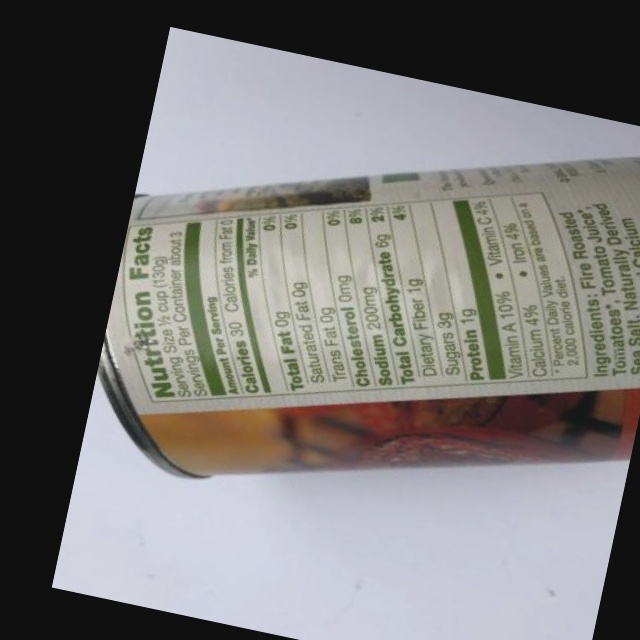 Nutrition Facts
Serving Size ½ cup (130g)
Servings Per Container about 3
Amount Per Serving
Calories 30 Calories from Fat 0
% Daily Value
Total Fat 0g 0%
Saturated Fat 0g 0%
Trans Fat 0g
Cholesterol 0mg 0%
Sodium 200mg 8%
Total Carbohydrate 6g 2%
Dietary Fiber 1g 4%
Sugars 3g
Protein 1g
Vitamin A 10% • Vitamin C 4%
Calcium 4% • Iron 4%
* Percent Daily Values are based on a
2,000 calorie diet.
Ingredients: Fire Roasted
Tomatoes*, Tomato Juice*,
Tomato Derived
Salt, Naturally